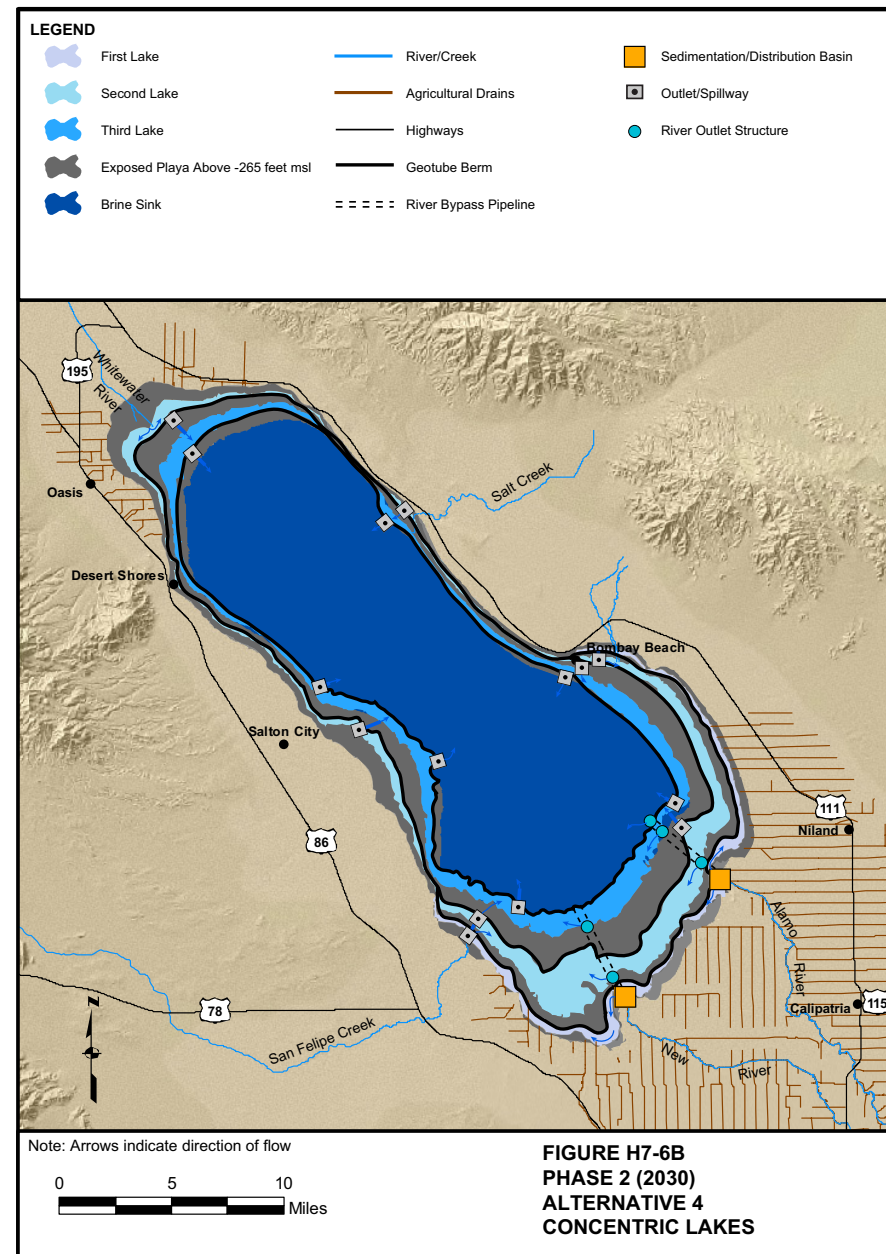 LEGEND
First Lake
Second Lake
Third Lake
Exposed Playa Above -265 feet msl
Brine Sink
River/Creek
Agricultural Drains
Highways
Geotube Berm
River Bypass Pipeline
Sedimentation/Distribution Basin
Outlet/Spillway
River Outlet Structure
195
Whitewater
River
Oasis
Salt Creek
Desert Shores
Bombay Beach
Salton City
86
111
Niland
Alamo
River
78
115
Calipatria
San Felipe Creek
New
River
N
Note: Arrows indicate direction of flow
0 5 10
Miles
FIGURE H7-6B
PHASE 2 (2030)
ALTERNATIVE 4
CONCENTRIC LAKES